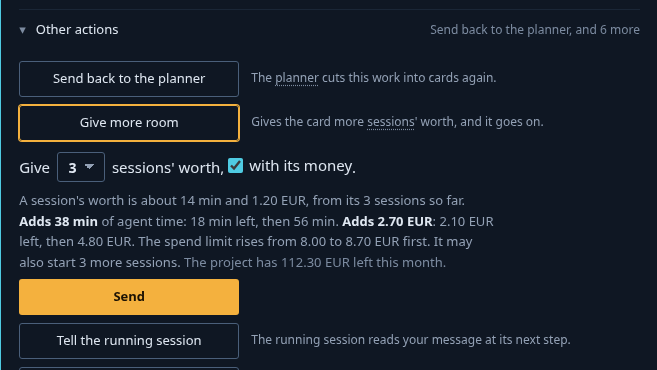 ▾ Other actions Send back to the planner, and 6 more
Send back to the planner The planner cuts this work into cards again.
Give more room Gives the card more sessions' worth, and it goes on.
Give 3 sessions' worth, with its money.
A session's worth is about 14 min and 1.20 EUR, from its 3 sessions so far.
Adds 38 min of agent time: 18 min left, then 56 min. Adds 2.70 EUR: 2.10 EUR
left, then 4.80 EUR. The spend limit rises from 8.00 to 8.70 EUR first. It may
also start 3 more sessions. The project has 112.30 EUR left this month.
Send
Tell the running session The running session reads your message at its next step.